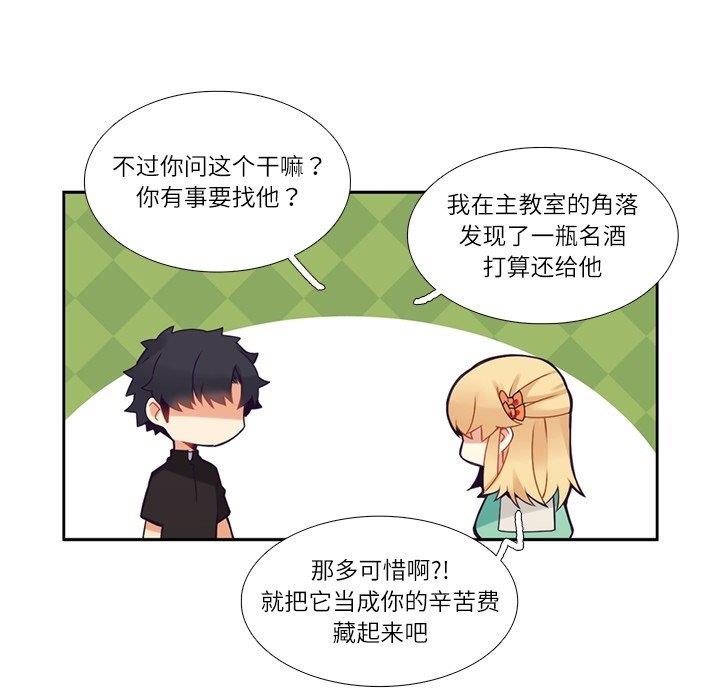 不过你问这个干嘛？
你有事要找他？
我在主教室的角落
发现了一瓶名酒
打算还给他
那多可惜啊?!
就把它当成你的辛苦费
藏起来吧